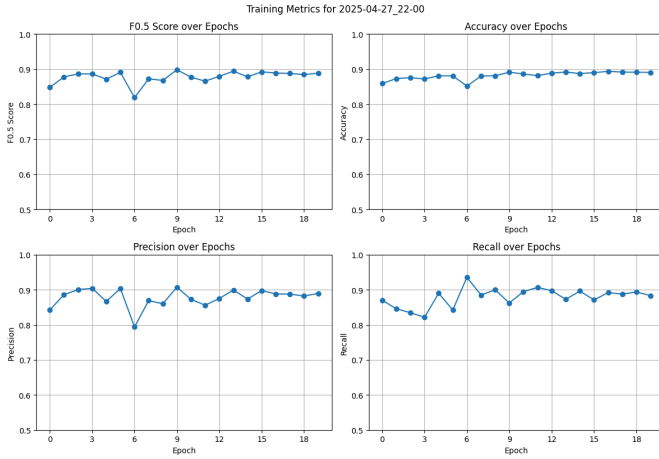 Training Metrics for 2025-04-27_22-00
F0.5 Score over Epochs
1.0
0.9
0.8
0.7
0.6
0.5
F0.5 Score
0 3 6 9 12 15 18
Epoch
Accuracy over Epochs
1.0
0.9
0.8
0.7
0.6
0.5
Accuracy
0 3 6 9 12 15 18
Epoch
Precision over Epochs
1.0
0.9
0.8
0.7
0.6
0.5
Precision
0 3 6 9 12 15 18
Epoch
Recall over Epochs
1.0
0.9
0.8
0.7
0.6
0.5
Recall
0 3 6 9 12 15 18
Epoch